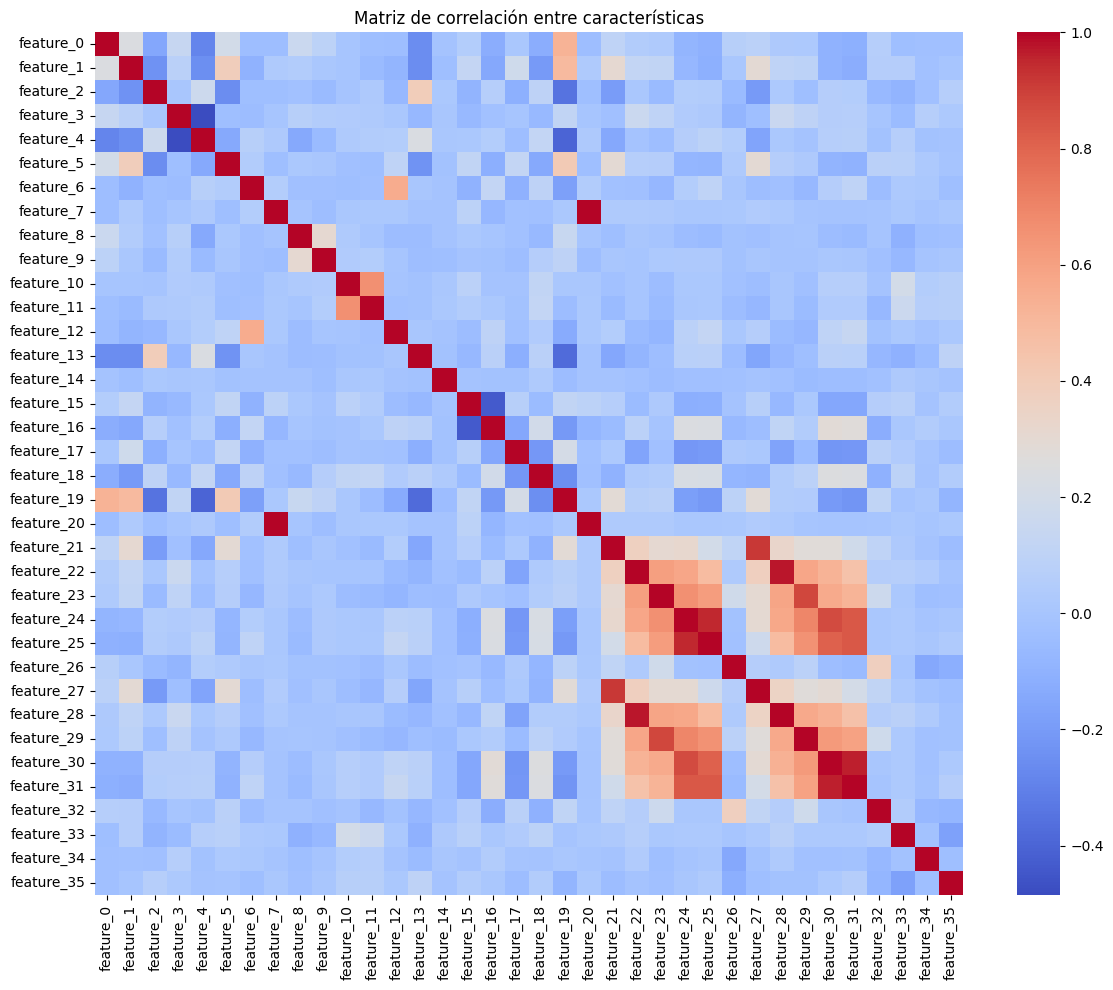 Matriz de correlación entre características
feature_0
feature_1
feature_2
feature_3
feature_4
feature_5
feature_6
feature_7
feature_8
feature_9
feature_10
feature_11
feature_12
feature_13
feature_14
feature_15
feature_16
feature_17
feature_18
feature_19
feature_20
feature_21
feature_22
feature_23
feature_24
feature_25
feature_26
feature_27
feature_28
feature_29
feature_30
feature_31
feature_32
feature_33
feature_34
feature_35
feature_0
feature_1
feature_2
feature_3
feature_4
feature_5
feature_6
feature_7
feature_8
feature_9
feature_10
feature_11
feature_12
feature_13
feature_14
feature_15
feature_16
feature_17
feature_18
feature_19
feature_20
feature_21
feature_22
feature_23
feature_24
feature_25
feature_26
feature_27
feature_28
feature_29
feature_30
feature_31
feature_32
feature_33
feature_34
feature_35
1.0
0.8
0.6
0.4
0.2
0.0
−0.2
−0.4